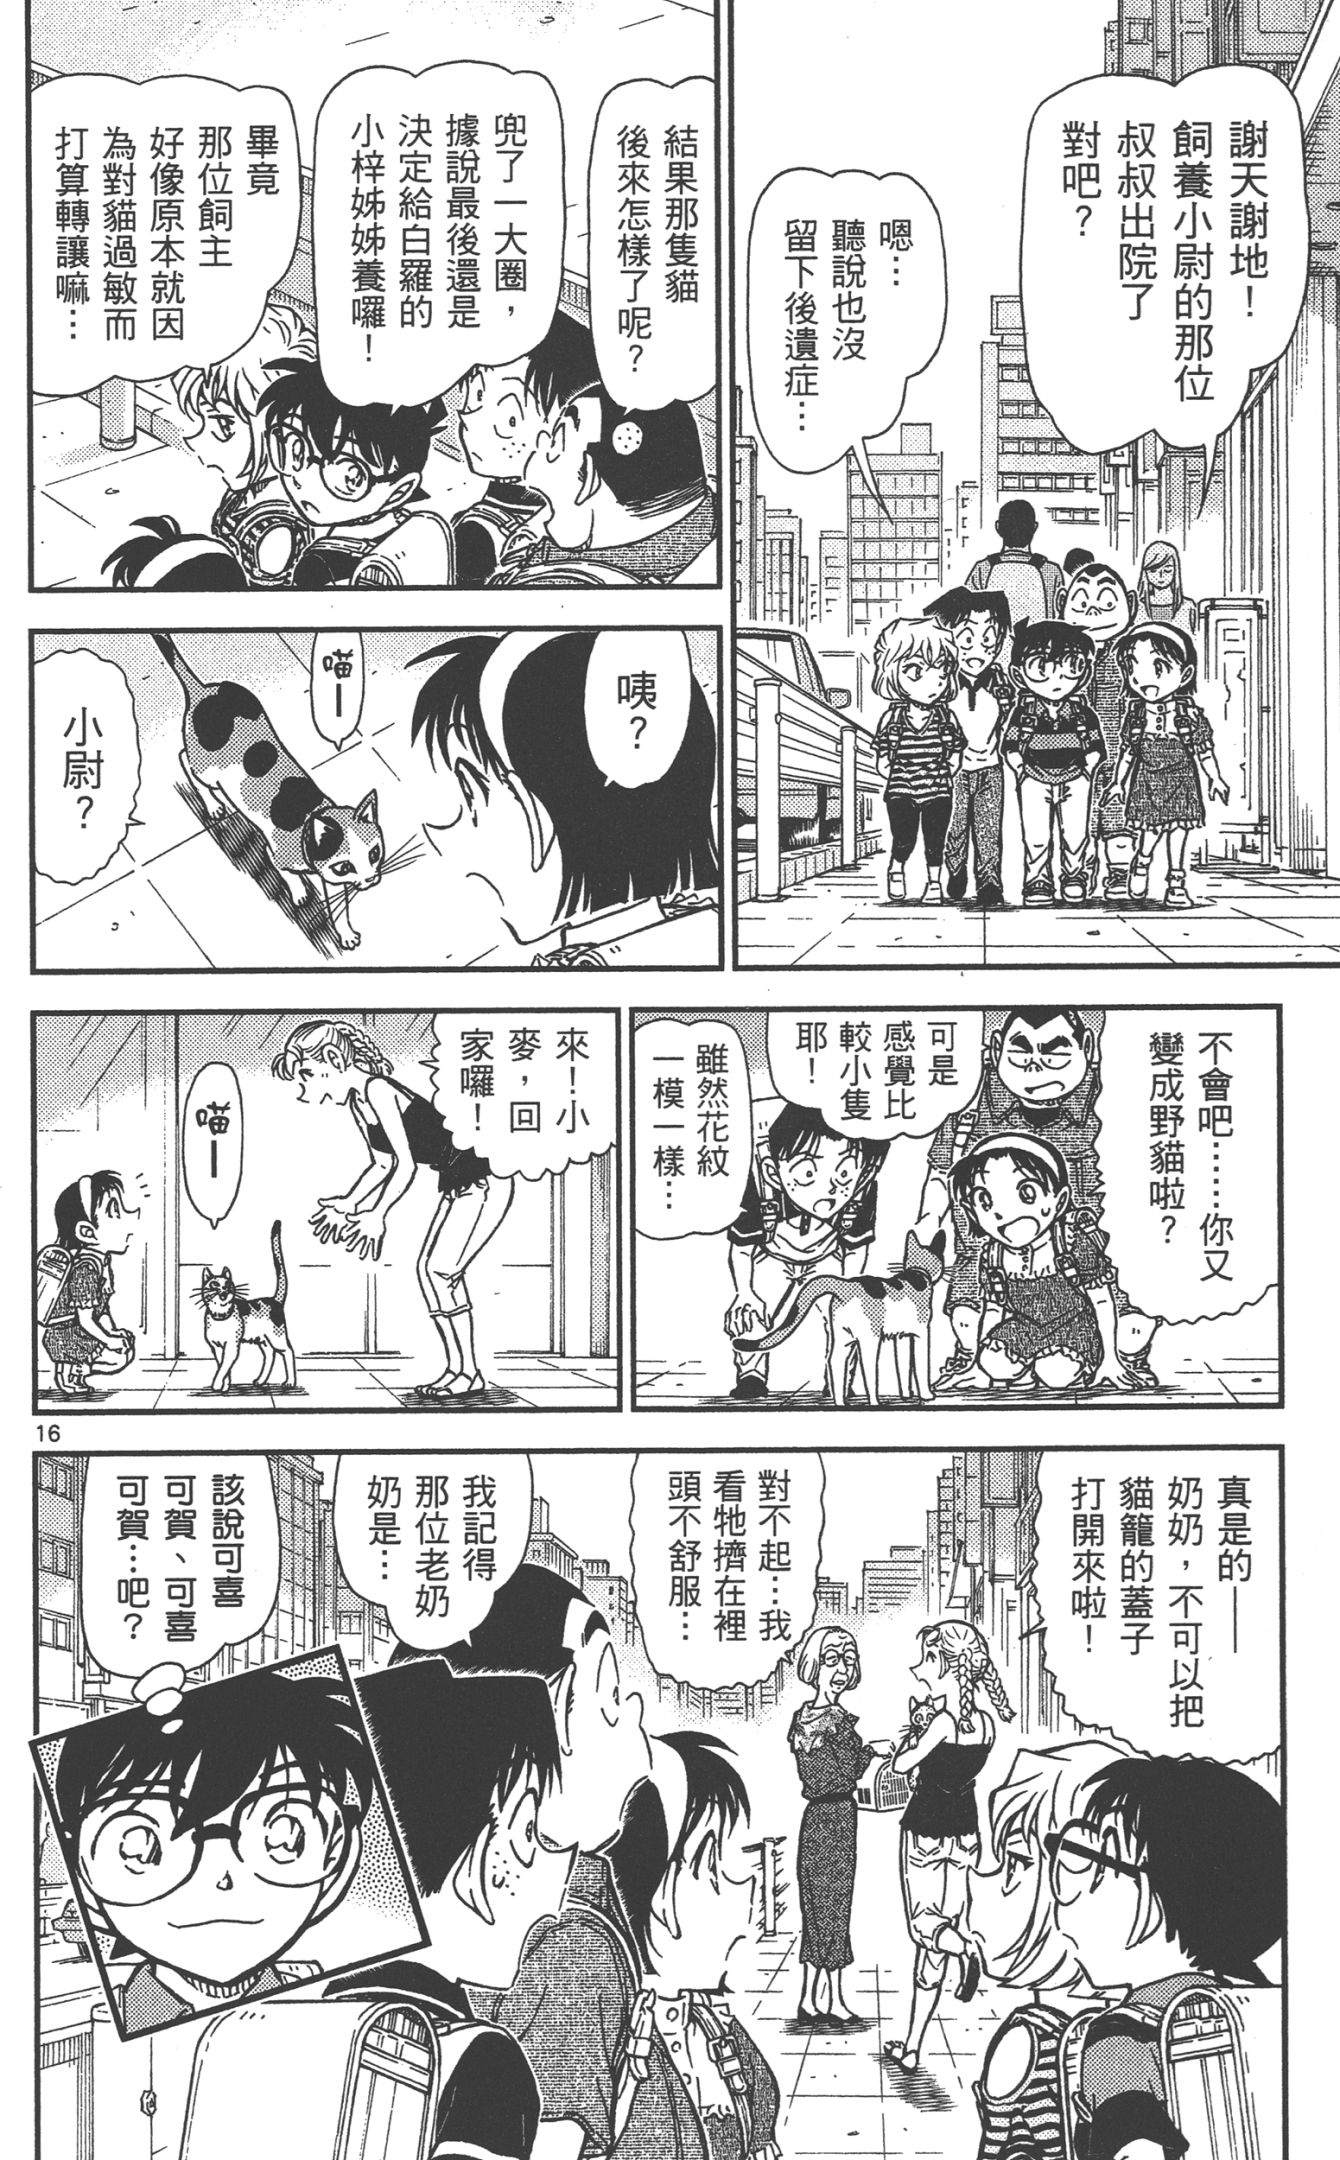 謝天謝地！
飼養小尉的那位
叔叔出院了
對吧？
嗯…
聽說也沒
留下後遺症…
結果那隻貓
後來怎樣了呢？
兜了一大圈，
據說最後還是
決定給白羅的
小梓姊姊養囉！
畢竟
那位飼主
好像原本就因
為對貓過敏而
打算轉讓嘛…
咦？
喵—
小尉？
不會吧……你又
變成野貓啦？
可是
感覺比
較小隻
耶！
雖然花紋
一模一樣…
來！小
麥，回
家囉！
喵—
16
真是的——
奶奶，不可以把
貓籠的蓋子
打開來啦！
對不起…我
看牠擠在裡
頭不舒服…
我記得
那位老奶
奶是…
該說可喜
可賀、可喜
可賀…吧？